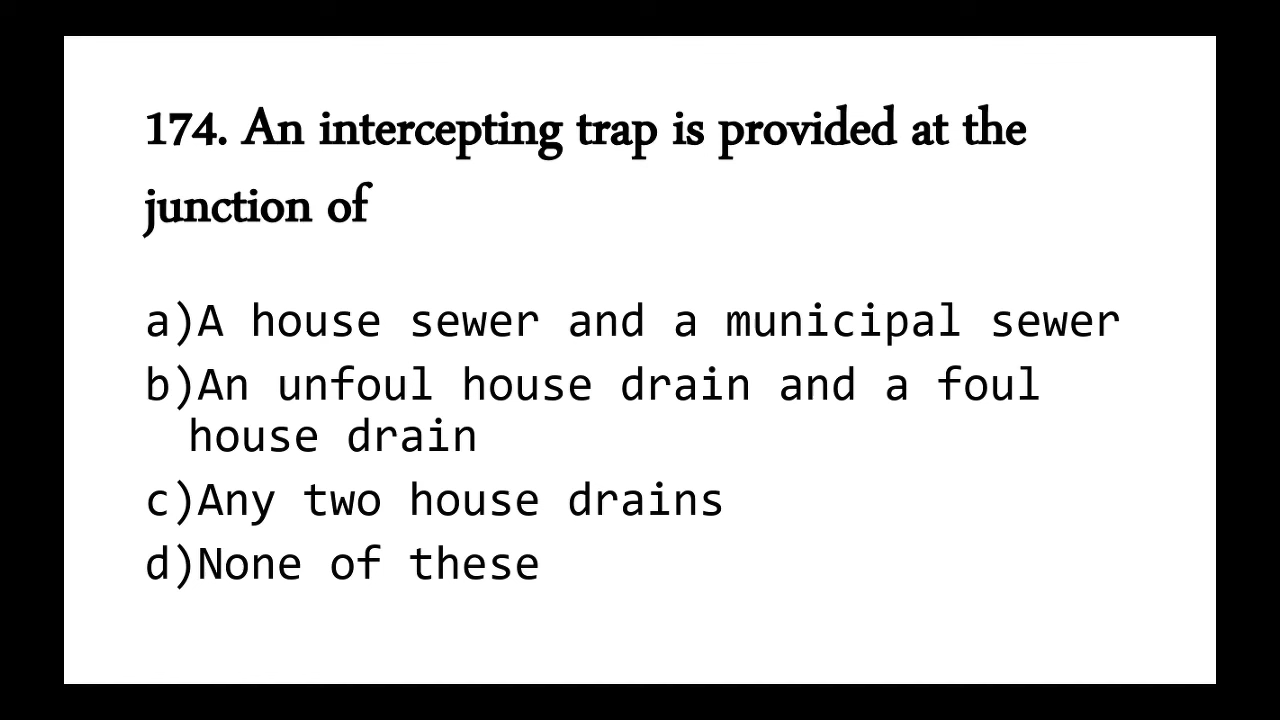 174. An intercepting trap is provided at the
junction of
a)A house sewer and a municipal sewer
b)An unfoul house drain and a foul
house drain
c)Any two house drains
d)None of these